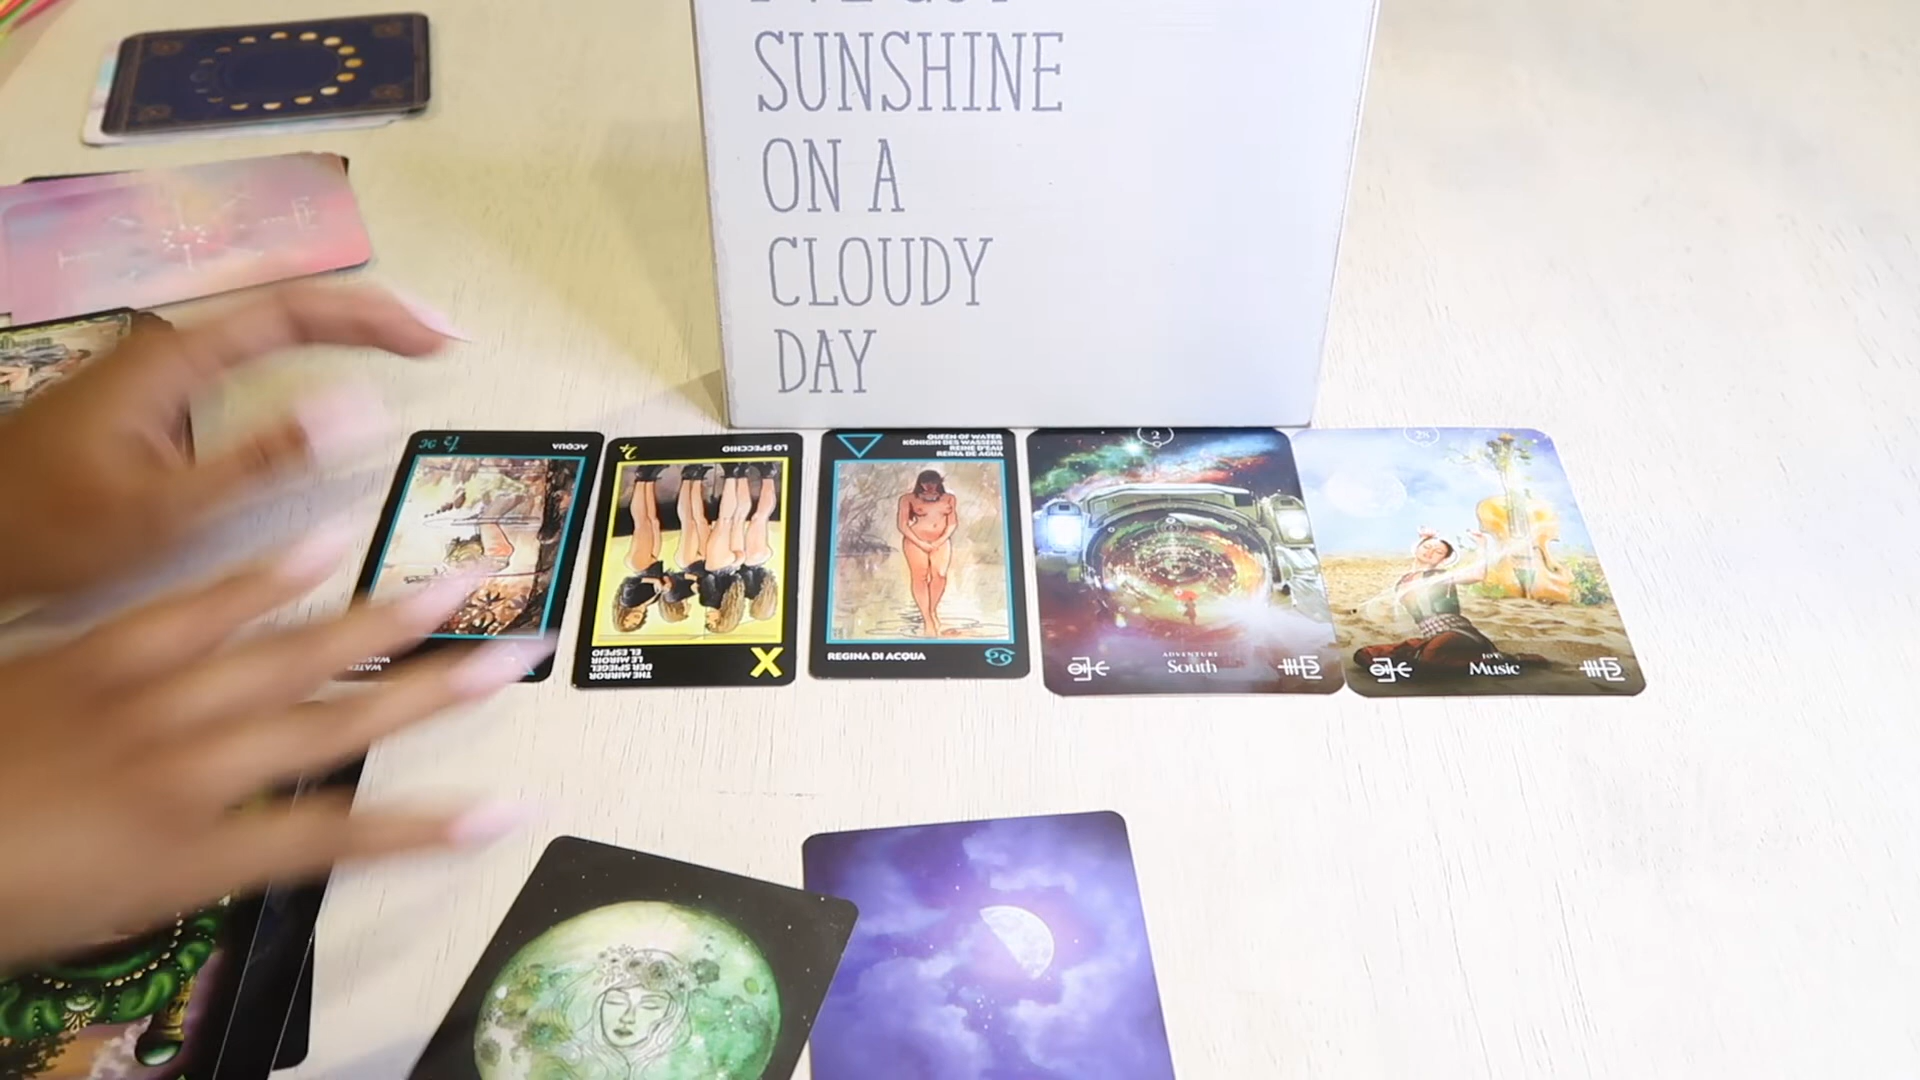 SUNSHINE
ON A
CLOUDY
DAY
ACQUA
LO SPECCHIO
THE MIRROR
DER SPIEGEL
LE MIROIR
EL ESPEJO
X
QUEEN OF WATER
KÖNIGIN DES WASSERS
REINE D'EAU
REINA DE AGUA
REGINA DI ACQUA
2
ADVENTURE
South
28
JOY
Music